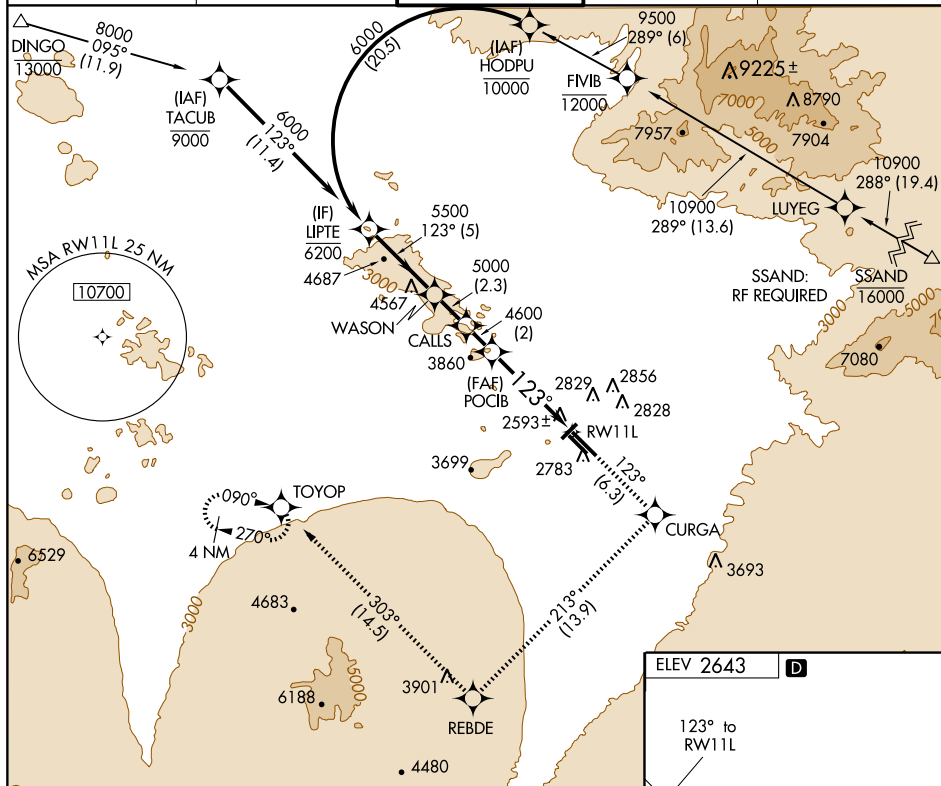 DINGO
13000
8000
095°
(11.9)
(IAF)
TACUB
9000
6000
123°
(11.4)
6000
(20.5)
(IAF)
HODPU
10000
9500
289° (6)
FIVIB
12000
9225±
8790
7000
7904
7957
5000
10900
288° (19.4)
10900
289° (13.6)
LUYEG
SSAND:
RF REQUIRED
SSAND
16000
3000
7080
MSA RW11L 25 NM
10700
(IF)
LIPTE
6200
5500
123° (5)
4687
3000
4567
5000
(2.3)
WASON
CALLS
4600
(2)
3860
(FAF)
POCIB
123°
2829
2856
2828
2593±
RW11L
2783
3699
123°
(6.3)
CURGA
090°
270°
TOYOP
4 NM
6529
3000
4683
303°
(14.5)
213°
(13.9)
3693
5000
6188
3901
REBDE
4480
ELEV 2643
D
123° to
RW11L